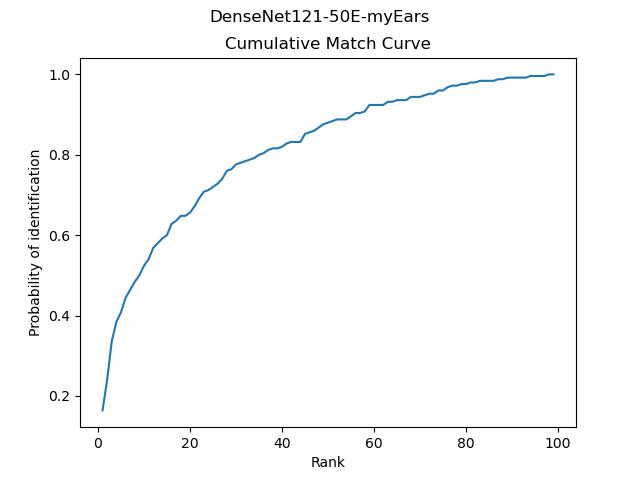 DenseNet121-50E-myEars
Cumulative Match Curve
1.0
0.8
0.6
0.4
0.2
Probability of identification
0 20 40 60 80 100
Rank